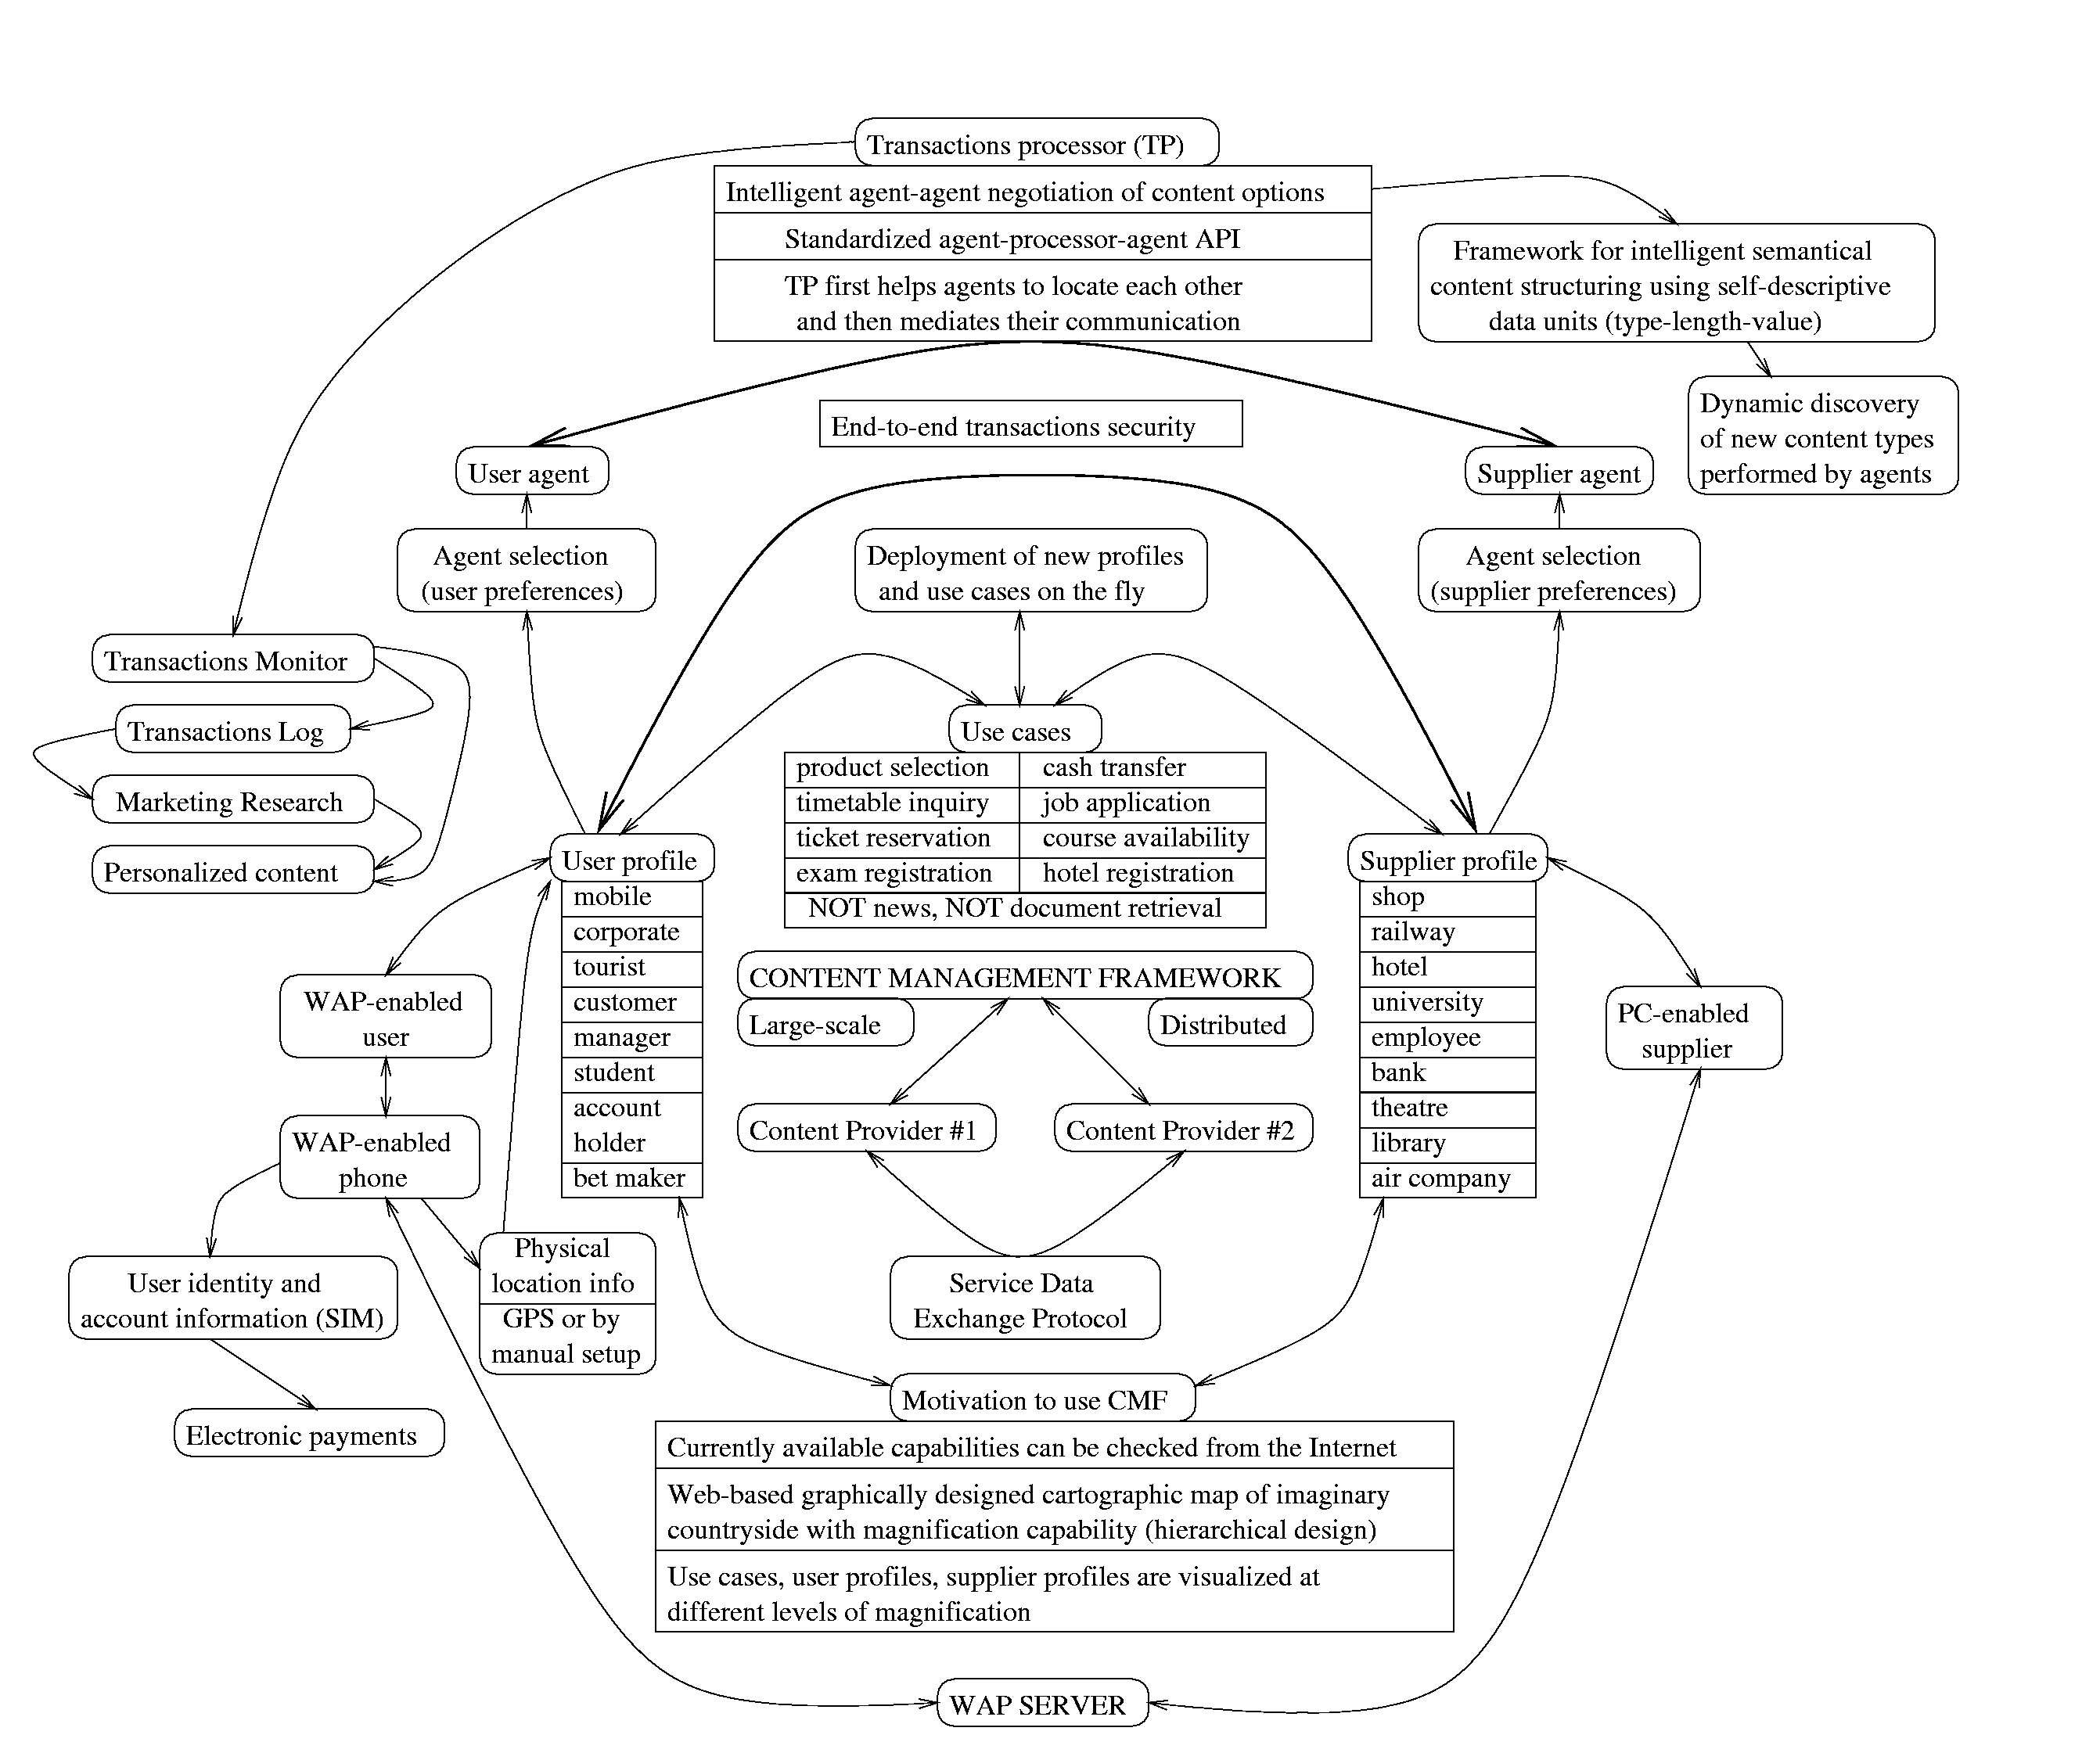 Transactions processor (TP)
Intelligent agent-agent negotiation of content options
Standardized agent-processor-agent API
TP first helps agents to locate each other
and then mediates their communication
Framework for intelligent semantical
content structuring using self-descriptive
data units (type-length-value)
Dynamic discovery
of new content types
performed by agents
End-to-end transactions security
User agent
Supplier agent
Agent selection
(user preferences)
Deployment of new profiles
and use cases on the fly
Agent selection
(supplier preferences)
Transactions Monitor
Transactions Log
Marketing Research
Personalized content
Use cases
product selection
cash transfer
timetable inquiry
job application
ticket reservation
course availability
exam registration
hotel registration
NOT news, NOT document retrieval
User profile
mobile
corporate
tourist
customer
manager
student
account
holder
bet maker
Supplier profile
shop
railway
hotel
university
employee
bank
theatre
library
air company
CONTENT MANAGEMENT FRAMEWORK
Large-scale
Distributed
WAP-enabled
user
PC-enabled
supplier
Content Provider #1
Content Provider #2
WAP-enabled
phone
Physical
location info
GPS or by
manual setup
Service Data
Exchange Protocol
User identity and
account information (SIM)
Electronic payments
Motivation to use CMF
Currently available capabilities can be checked from the Internet
Web-based graphically designed cartographic map of imaginary
countryside with magnification capability (hierarchical design)
Use cases, user profiles, supplier profiles are visualized at
different levels of magnification
WAP SERVER